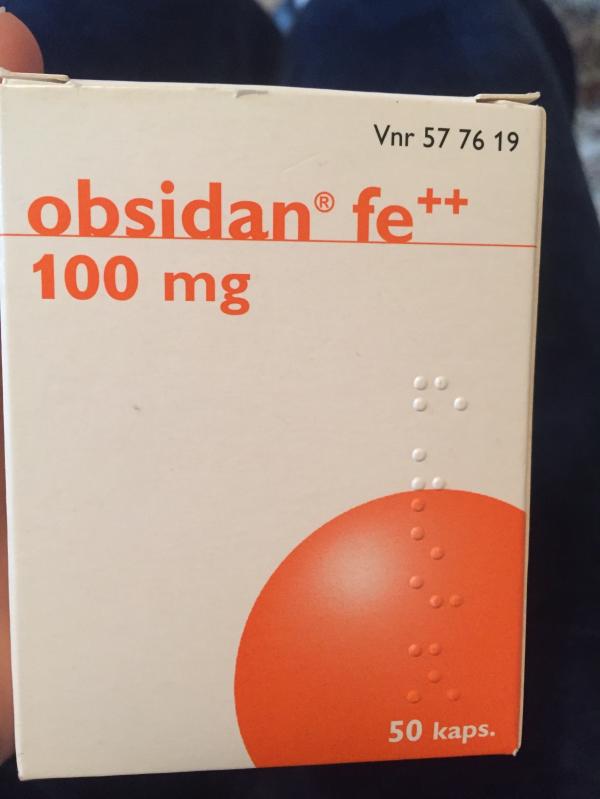 Vnr 57 76 19
obsidan® fe++
100 mg
50 kaps.